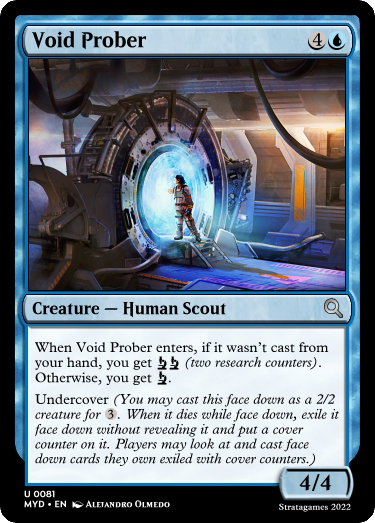 Void Prober 4
Creature — Human Scout
When Void Prober enters, if it wasn't cast from
your hand, you get (two research counters).
Otherwise, you get .
Undercover (You may cast this face down as a 2/2
creature for 3. When it dies while face down, exile it
face down without revealing it and put a cover
counter on it. Players may look at and cast face
down cards they own exiled with cover counters.)
4/4
U 0081
MYD • EN Alejandro Olmedo
Stratagames 2022